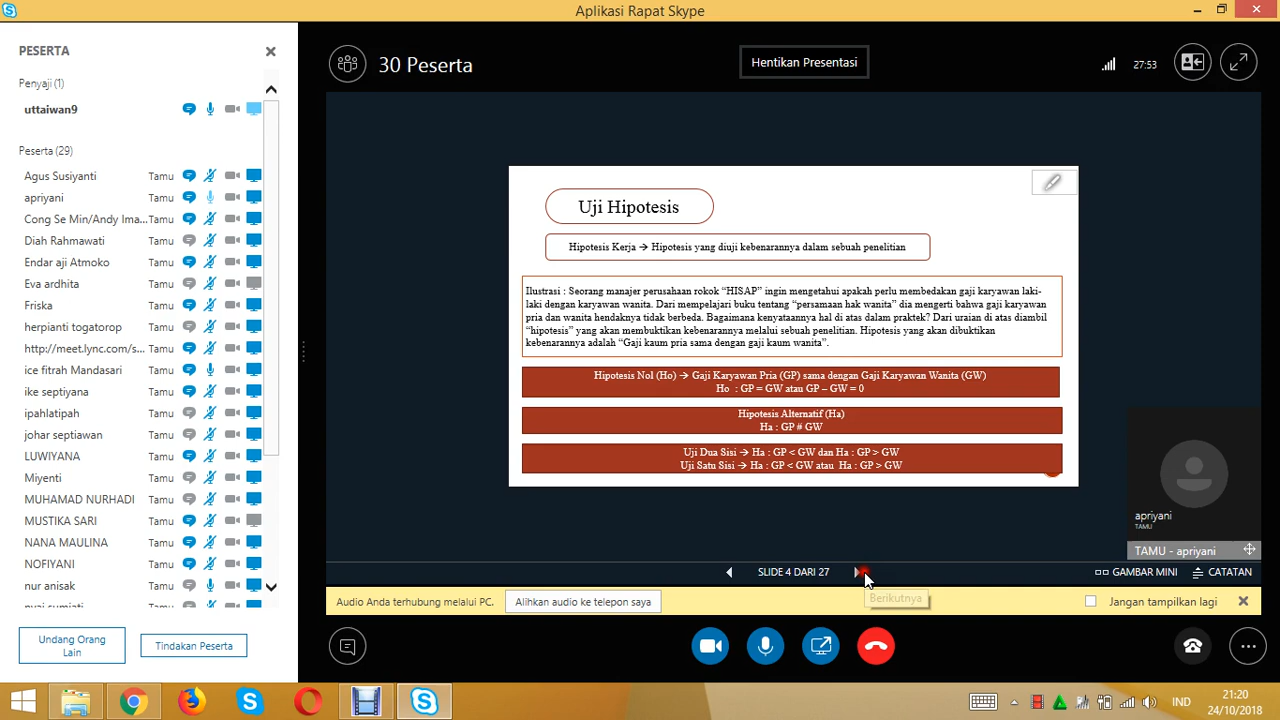 Aplikasi Rapat Skype
PESERTA
Penyaji (1)
uttaiwan9
Peserta (29)
Agus Susiyanti Tamu
apriyani Tamu
Cong Se Min/Andy Ima... Tamu
Diah Rahmawati Tamu
Endar aji Atmoko Tamu
Eva ardhita Tamu
Friska Tamu
herpianti togatorop Tamu
http://meet.lync.com/s... Tamu
ice fitrah Mandasari Tamu
ike septiyana Tamu
ipahlatipah Tamu
johar septiawan Tamu
LUWIYANA Tamu
Miyenti Tamu
MUHAMAD NURHADI Tamu
MUSTIKA SARI Tamu
NANA MAULINA Tamu
NOFIYANI Tamu
nur anisak Tamu
Undang Orang
Lain
Tindakan Peserta
30 Peserta
Hentikan Presentasi
27:53
Uji Hipotesis
Hipotesis Kerja → Hipotesis yang diuji kebenarannya dalam sebuah penelitian
Ilustrasi : Seorang manajer perusahaan rokok “HISAP” ingin mengetahui apakah perlu membedakan gaji karyawan laki-
laki dengan karyawan wanita. Dari mempelajari buku tentang “persamaan hak wanita” dia mengerti bahwa gaji karyawan
pria dan wanita hendaknya tidak berbeda. Bagaimana kenyataannya hal di atas dalam praktek? Dari uraian di atas diambil
“hipotesis” yang akan membuktikan kebenarannya melalui sebuah penelitian. Hipotesis yang akan dibuktikan
kebenarannya adalah “Gaji kaum pria sama dengan gaji kaum wanita”.
Hipotesis Nol (Ho) → Gaji Karyawan Pria (GP) sama dengan Gaji Karyawan Wanita (GW)
Ho : GP = GW atau GP – GW = 0
Hipotesis Alternatif (Ha)
Ha : GP # GW
Uji Dua Sisi → Ha : GP < GW dan Ha : GP > GW
Uji Satu Sisi → Ha : GP < GW atau Ha : GP > GW
apriyani
TAMU
TAMU - apriyani
SLIDE 4 DARI 27
Berikutnya
GAMBAR MINI
CATATAN
Audio Anda terhubung melalui PC.
Alihkan audio ke telepon saya
Jangan tampilkan lagi
IND
21:20
24/10/2018